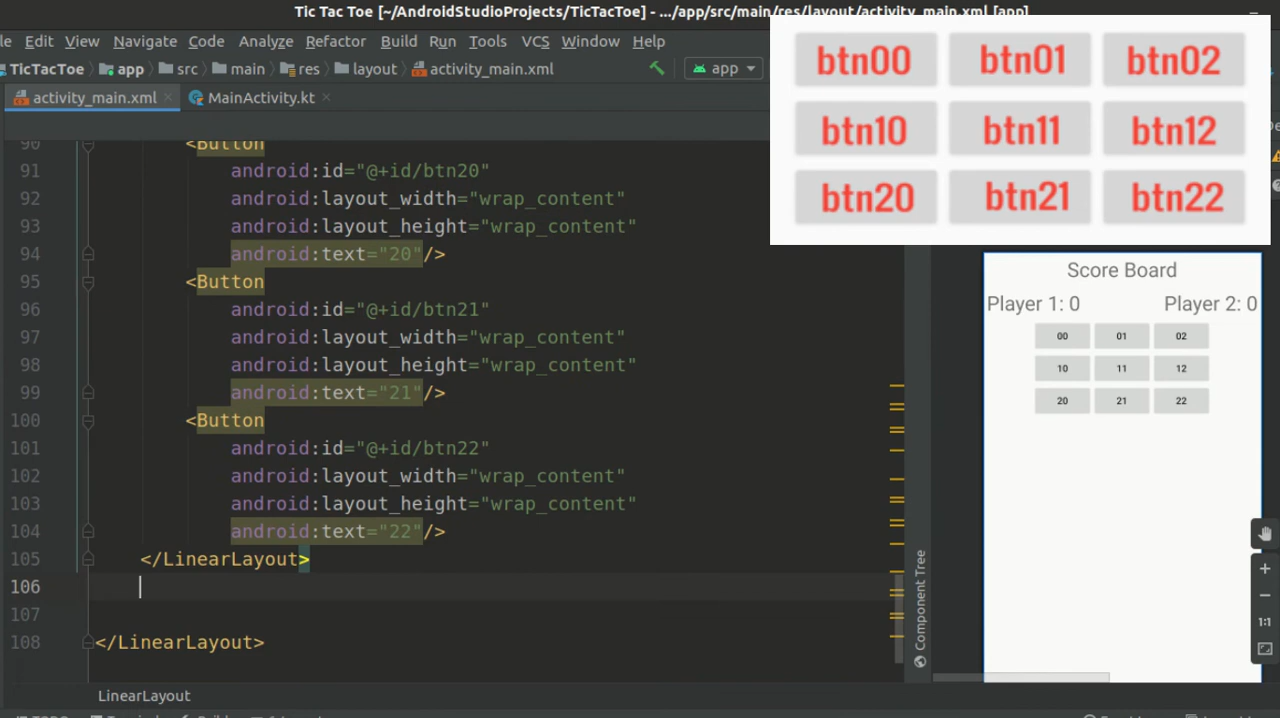 Tic Tac Toe [~/AndroidStudioProjects/TicTacToe] - .../app/src/main/res/layout/activity_main.xml [app]
Edit View Navigate Code Analyze Refactor Build Run Tools VCS Window Help
TicTacToe app src main res layout activity_main.xml app
activity_main.xml MainActivity.kt
90 <Button
91 android:id="@+id/btn20"
92 android:layout_width="wrap_content"
93 android:layout_height="wrap_content"
94 android:text="20"/>
95 <Button
96 android:id="@+id/btn21"
97 android:layout_width="wrap_content"
98 android:layout_height="wrap_content"
99 android:text="21"/>
100 <Button
101 android:id="@+id/btn22"
102 android:layout_width="wrap_content"
103 android:layout_height="wrap_content"
104 android:text="22"/>
105 </LinearLayout>
106
107
108 </LinearLayout>
LinearLayout
btn00 btn01 btn02
btn10 btn11 btn12
btn20 btn21 btn22
Component Tree
Score Board
Player 1: 0 Player 2: 0
00 01 02
10 11 12
20 21 22
1:1